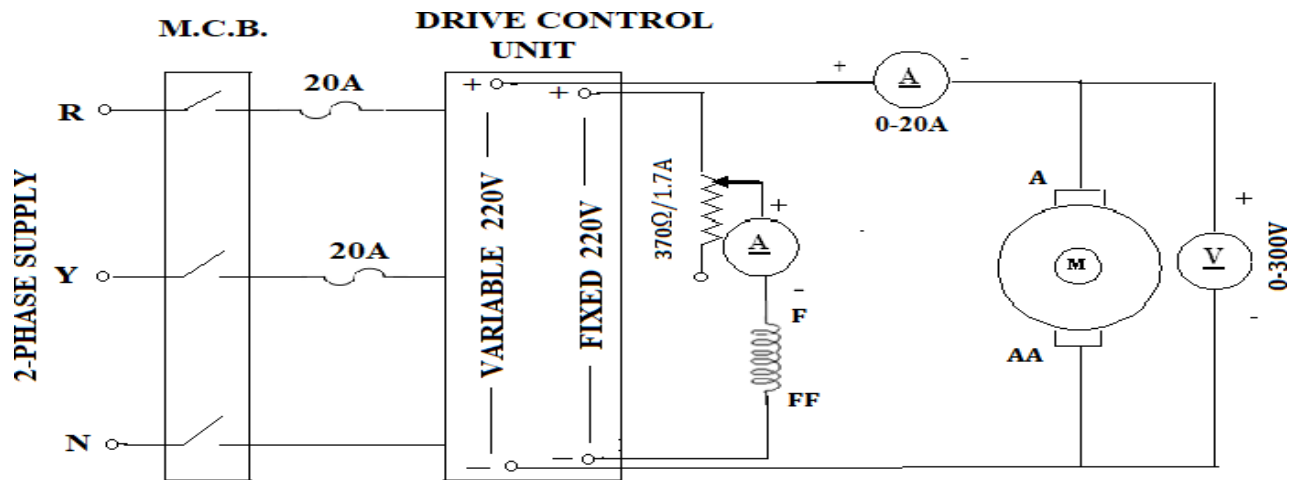 M.C.B.
DRIVE CONTROL
UNIT
20A
R
+ -
+
+ A -
0-20A
2-PHASE SUPPLY
VARIABLE 220V
FIXED 220V
370Ω/1.7A
+
A
-
A
M
+
V
-
0-300V
20A
Y
F
AA
FF
N
—
—